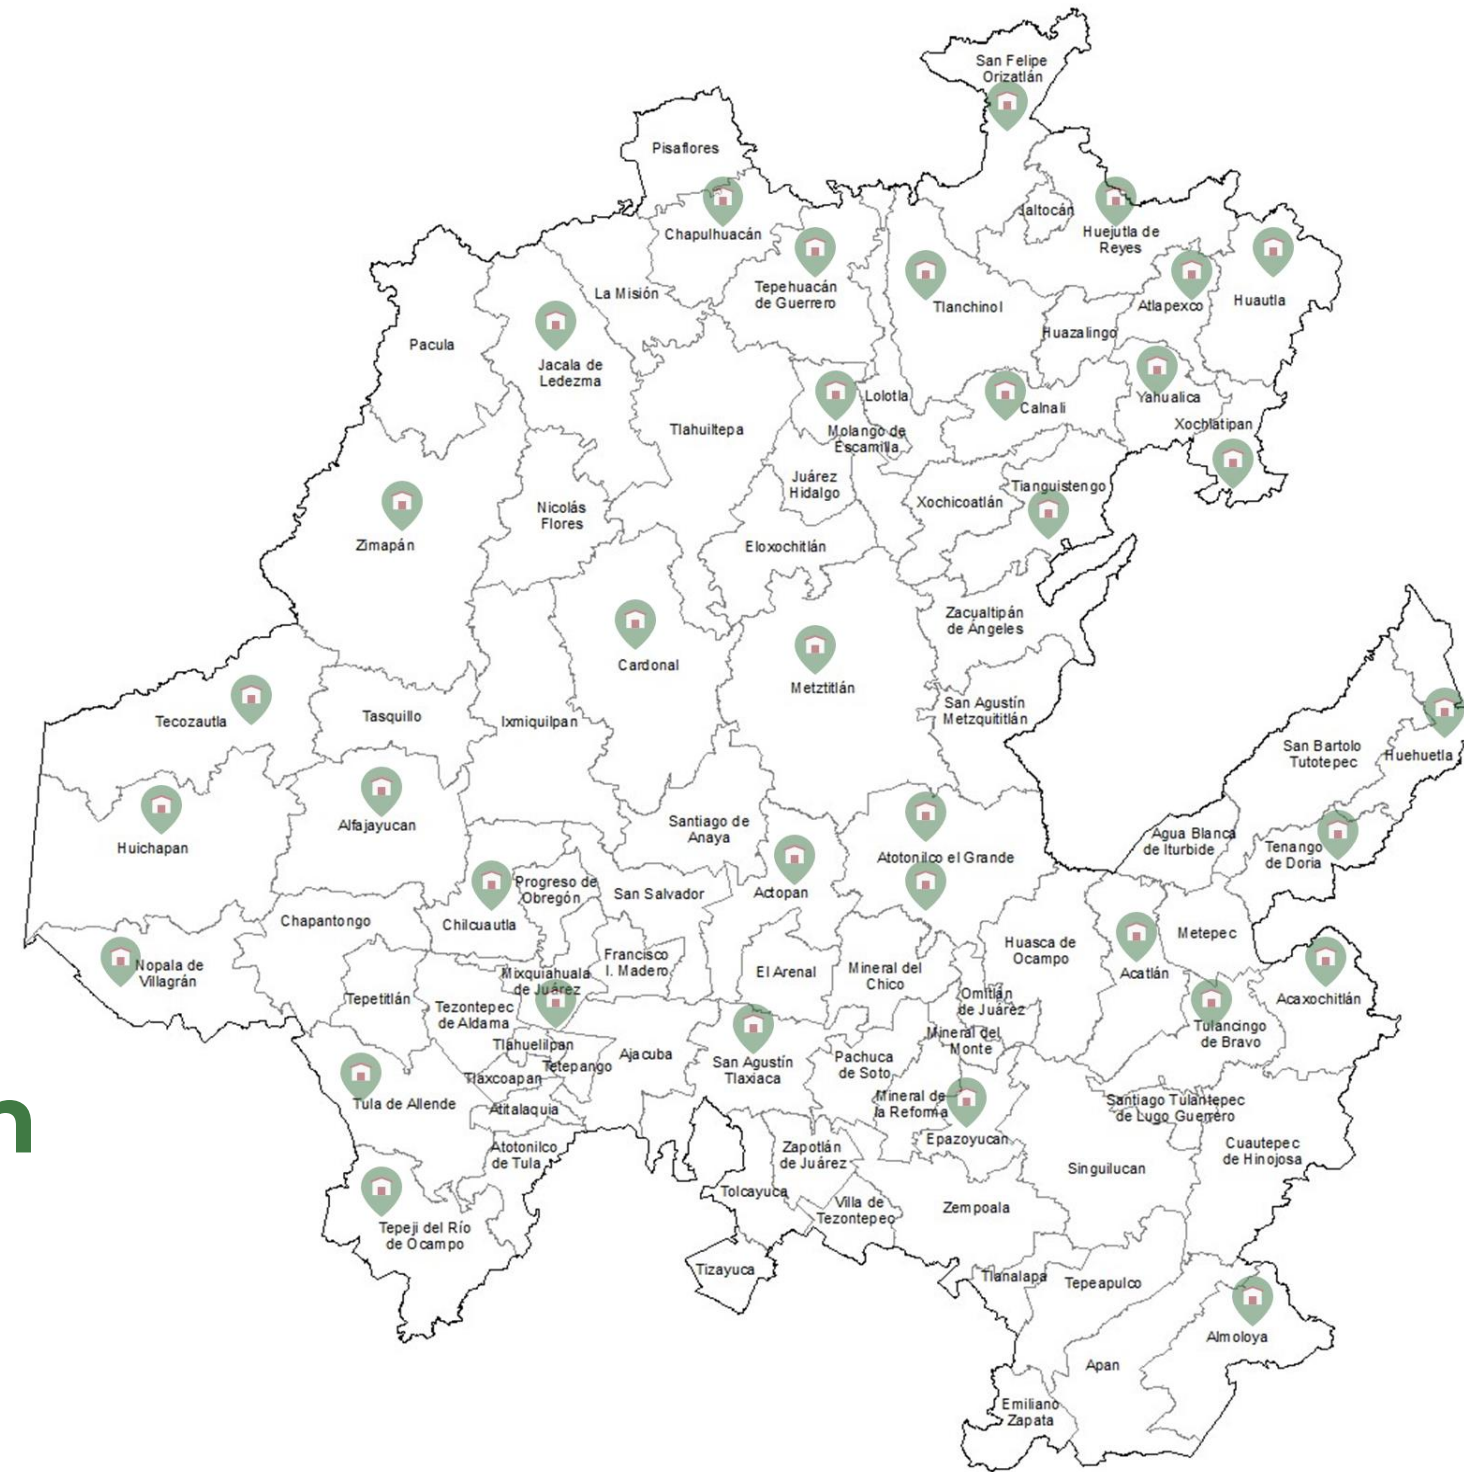 San Felipe
Orizatlán
Pisaflores
Jaltocán
Chapulhuacán
Huejutla de
Reyes
La Misión
Tepehuacán
de Guerrero
Tlanchinol
Atlapexco
Huautla
Huazalingo
Pacula
Jacala de
Ledezma
Lolotla
Calnali
Yahualica
Tlahuiltepa
Molango de
Escamilla
Xochiatipan
Juárez
Hidalgo
Xochicoatlán
Tianguistengo
Nicolás
Flores
Zimapán
Eloxochitlán
Zacualtipán
de Ángeles
Cardonal
Metztitlán
San Agustín
Metzquititlán
Tecozautla
Tasquillo
Ixmiquilpan
San Bartolo
Tutotepec
Huehuetla
Huichapan
Alfajayucan
Santiago de
Anaya
Atotonilco el Grande
Agua Blanca
de Iturbide
Tenango
de Doria
Progreso de
Obregón
San Salvador
Actopan
Chapantongo
Chilcuautla
Metepec
Nopala de
Villagrán
Francisco
I. Madero
El Arenal
Mineral del
Chico
Huasca de
Ocampo
Acatlán
Mixquiahuala
de Juárez
Tepetitlán
Tezontepec
de Aldama
Omitlán
de Juárez
Acaxochitlán
Tulancingo
de Bravo
Tlahuelilpan
Tetepango
Ajacuba
San Agustín
Tlaxiaca
Pachuca
de Soto
Mineral del
Monte
Tlaxcoapan
Tula de Allende
Atitalaquia
Mineral de
la Reforma
Epazoyucan
Santiago Tulantepec
de Lugo Guerrero
n
Atotonilco
de Tula
Zapotlán
de Juárez
Singuilucan
Cuautepec
de Hinojosa
Tolcayuca
Villa de
Tezontepec
Zempoala
Tepeji del Río
de Ocampo
Tizayuca
Tlanalapa
Tepeapulco
Almoloya
Apan
Emiliano
Zapata